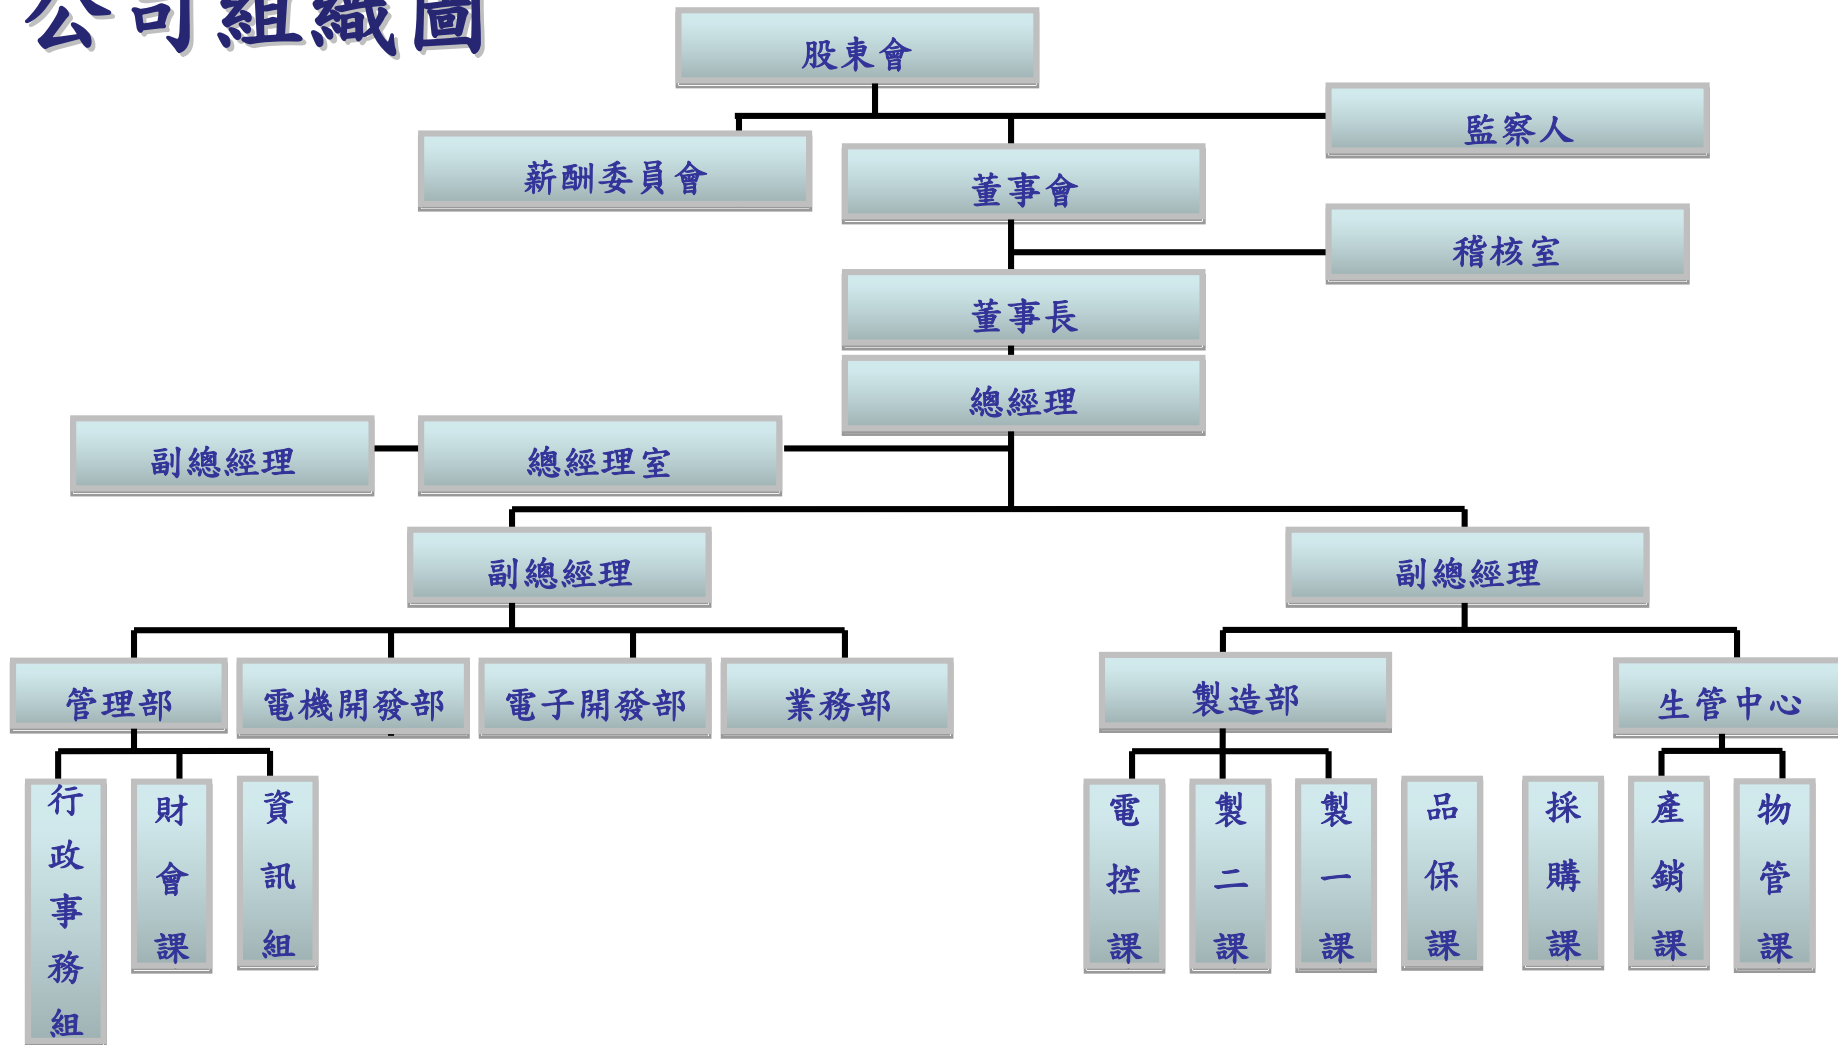 公司組織圖
股東會
監察人
薪酬委員會
董事會
稽核室
董事長
總經理
副總經理
總經理室
副總經理
副總經理
管理部
電機開發部
電子開發部
業務部
製造部
生管中心
行政事務組
財會課
資訊組
電控課
製二課
製一課
品保課
採購課
產銷課
物管課